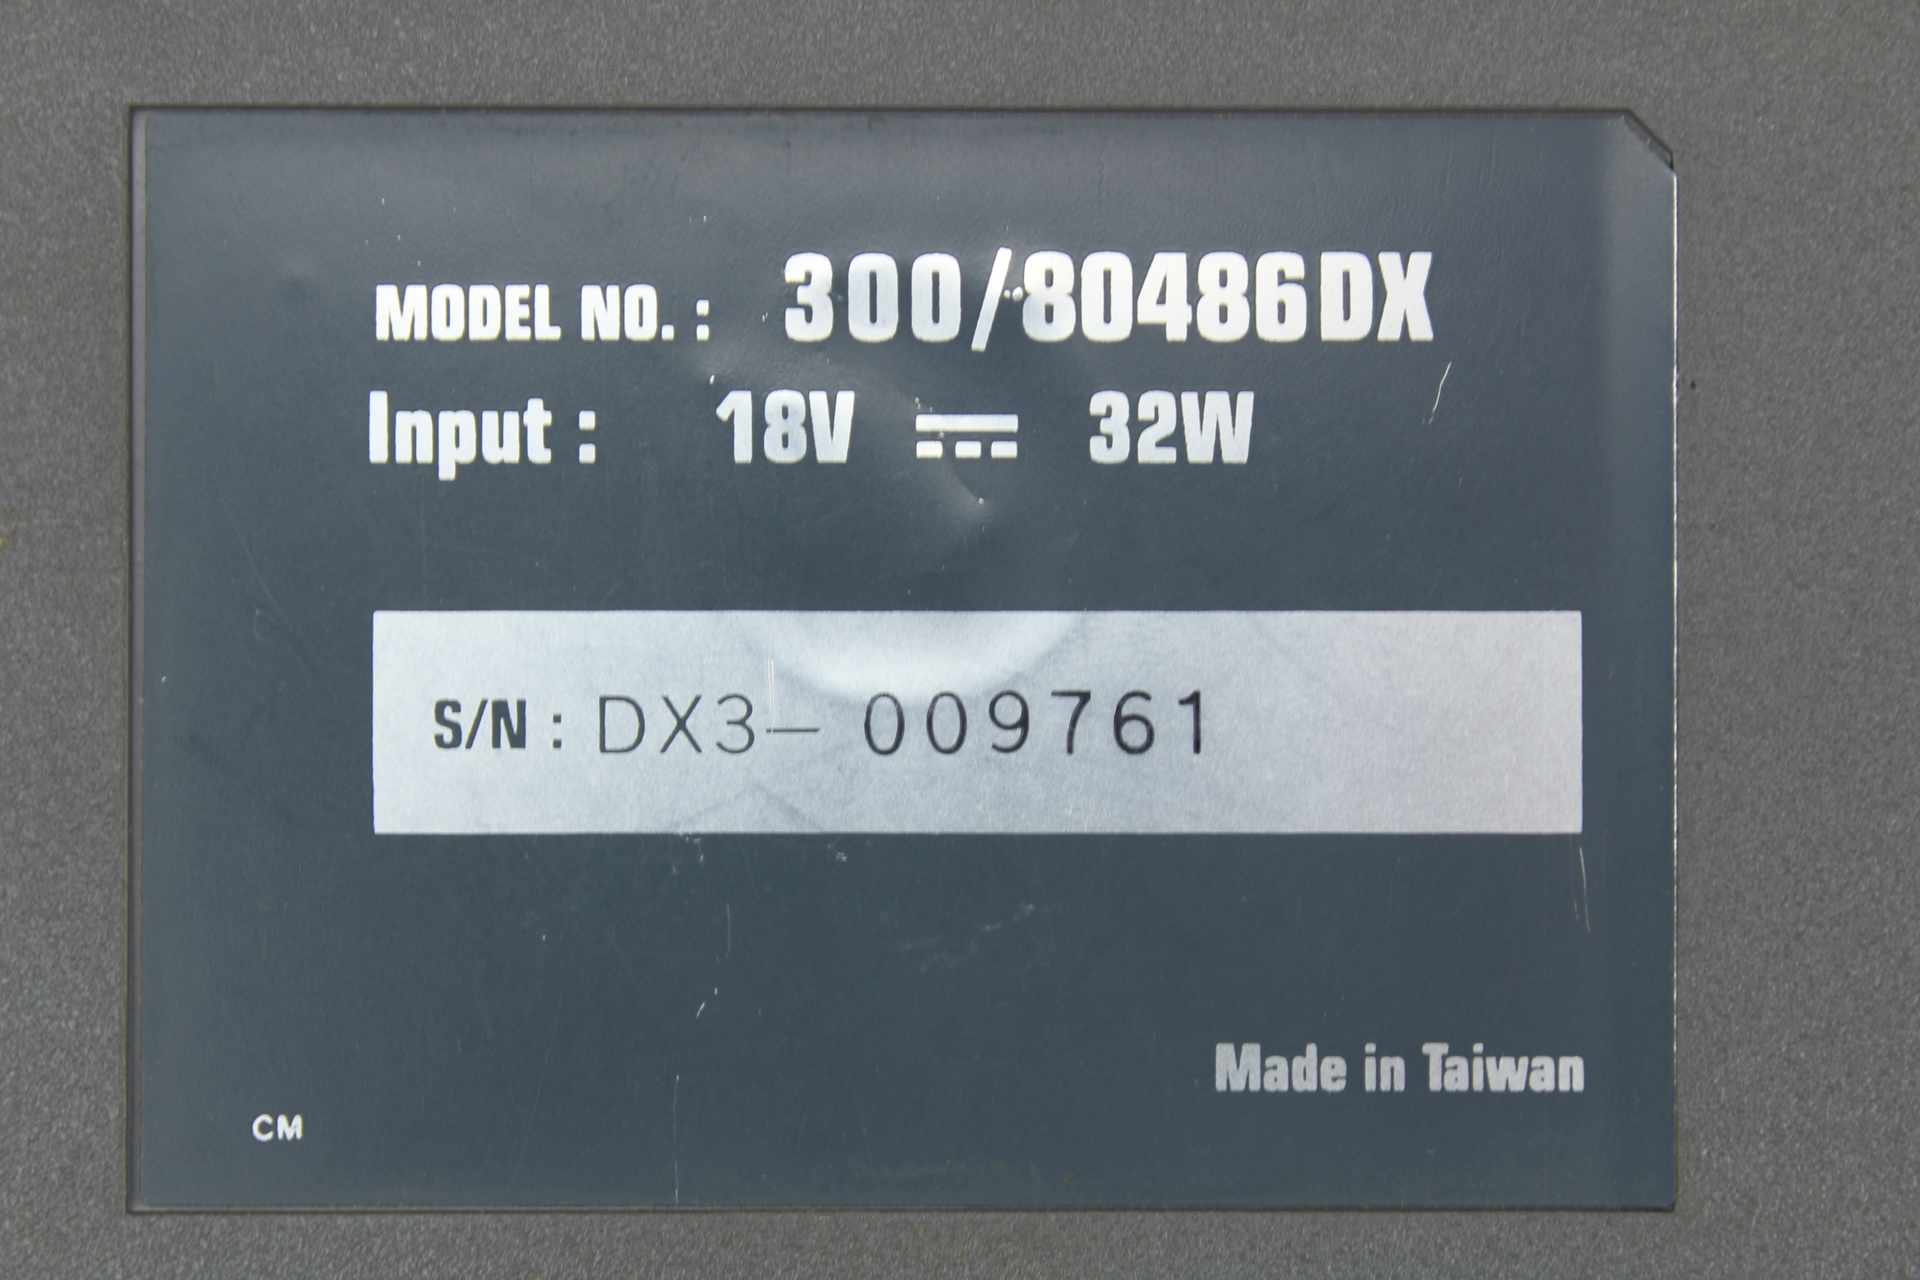 MODEL NO. : 300/80486DX
Input : 18V ⎓ 32W
S/N : DX3- 009761
Made in Taiwan
CM